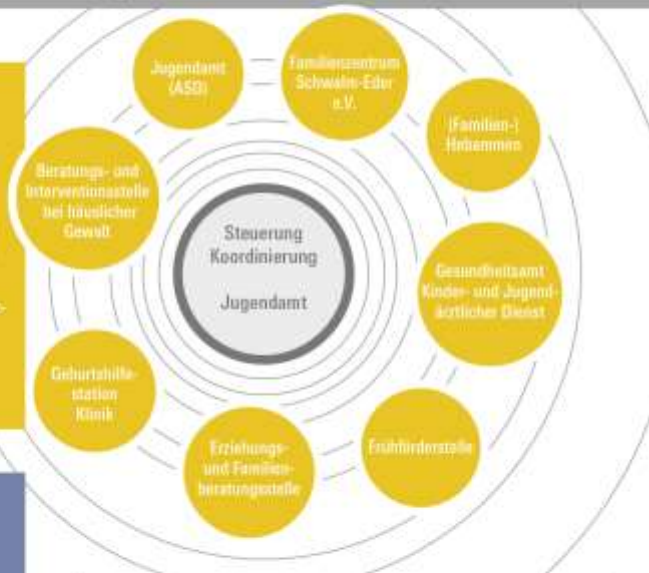 Jugendamt
(ASD)
Familienzentrum
Schwalm-Eder
e.V.
(Familien-)
Hebammen
Beratungs- und
Interventionsstelle
bei häuslicher
Gewalt
Steuerung
Koordinierung
Jugendamt
Gesundheitsamt
Kinder- und Jugend-
ärztlicher Dienst
Geburtshilfe-
station
Klinik
Erziehungs-
und Familien-
beratungsstelle
Frühförderstelle